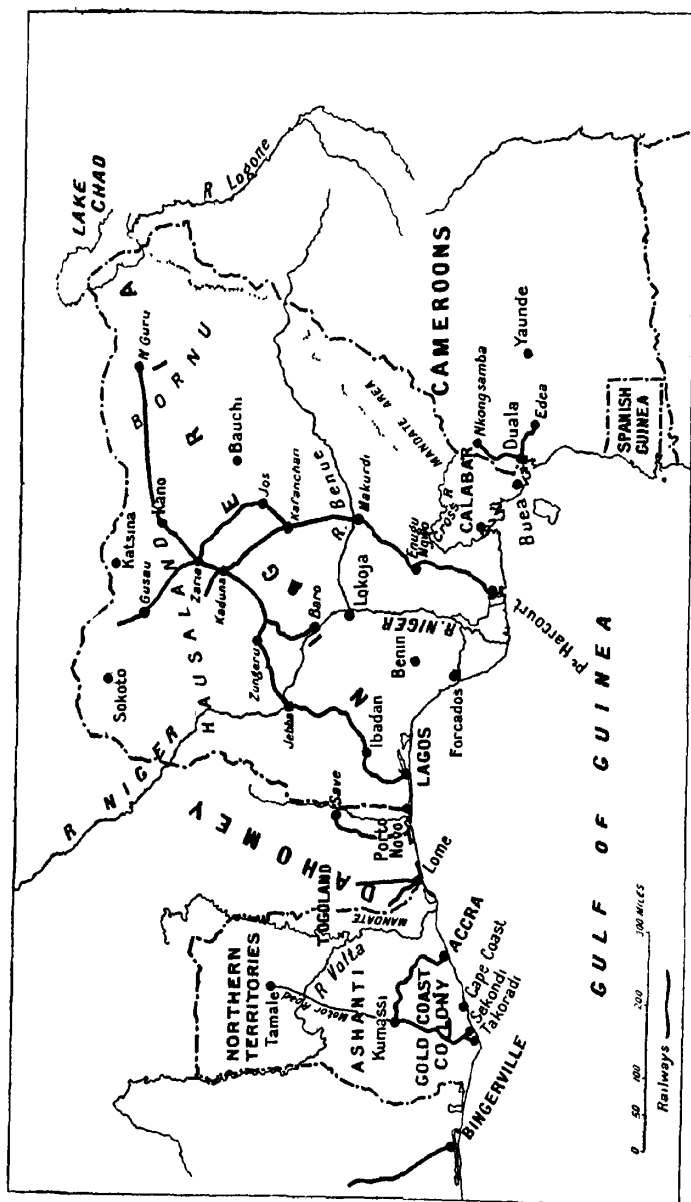 LAKE
CHAD
R Logone
R NIGER
Sokoto
Katsina
Gusau
Kano
N Guru
BORNU
HAUSALAND
Zaria
Kaduna
Jos
Bauchi
Kafanchan
NIGERIA
Zungeru
Jebba
Baro
Lokoja
R. Benue
Makurdi
Enugu
Ngwo
R. NIGER
Ibadan
Benin
LAGOS
Forcados
Pt Harcourt
Cross R
CALABAR
MANDATE AREA
CAMEROONS
Nkongsamba
Duala
Buea
Edea
Yaunde
SPANISH
GUINEA
DAHOMEY
Save
Porto
Novo
TOGOLAND
MANDATE
Lome
NORTHERN
TERRITORIES
Tamale
R Volta
Motor Road
ASHANTI
Kumassi
GOLD COAST
COLONY
ACCRA
Cape Coast
Sekondi
Takoradi
BINGERVILLE
GULF OF GUINEA
0 50 100 200 300 MILES
Railways